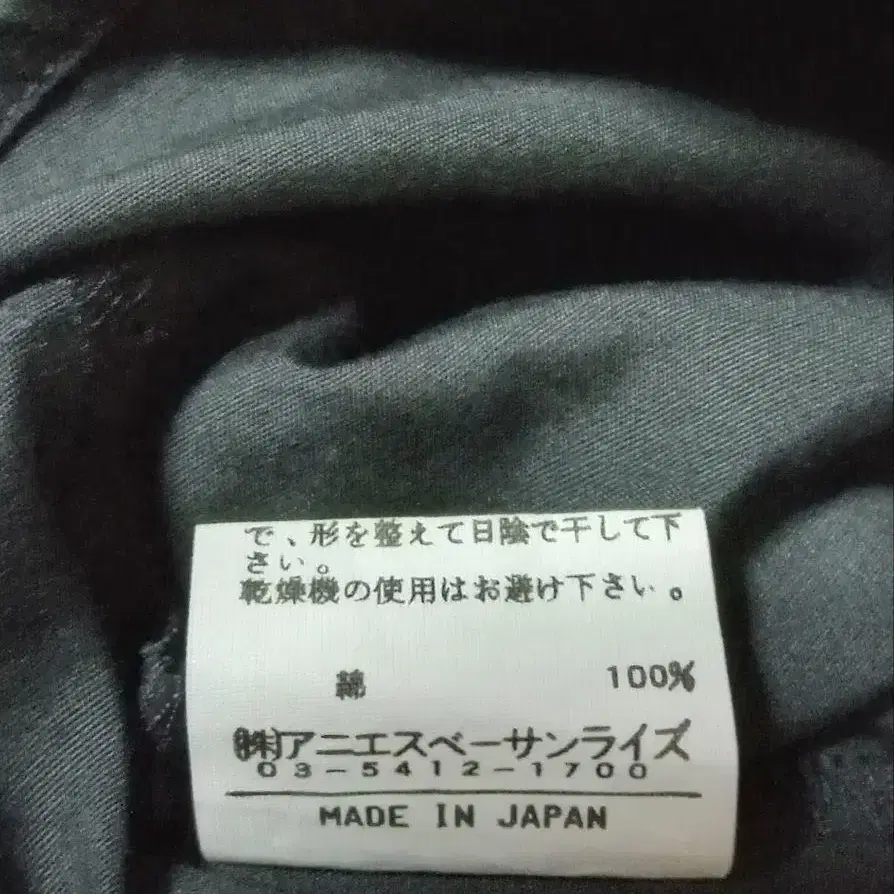 で、形を整えて日陰で干して下
さい。
乾燥機の使用はお避け下さい。
綿 100%
(株)アニエスベーサンライズ
03-5412-1700
MADE IN JAPAN